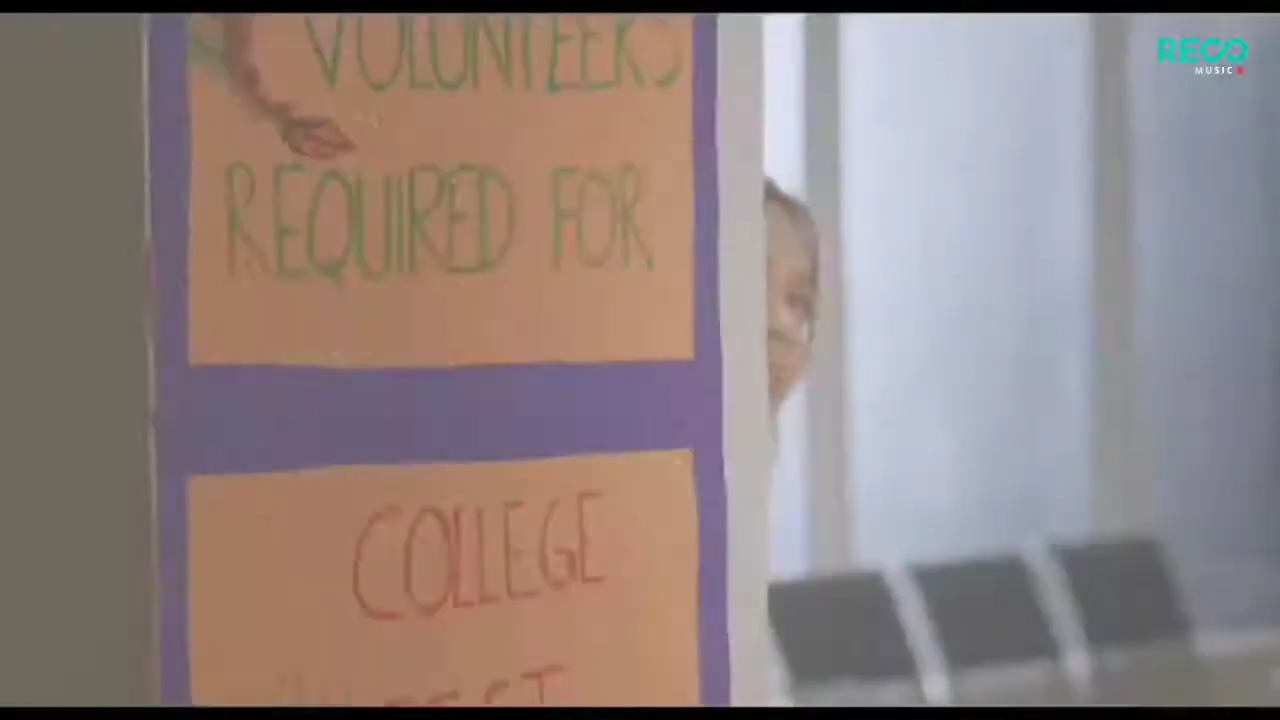 VOLUNTEERS
REQUIRED FOR
COLLEGE
RECO
MUSIC